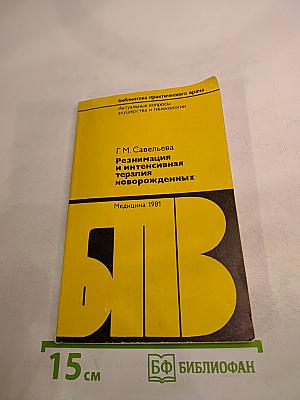 Библиотека практического врача
Актуальные вопросы
акушерства и гинекологии
Г.М. Савельева
Реанимация
и интенсивная
терапия
новорожденных
Медицина 1981
БПВ
15 см
БФ БИБЛИОФАН